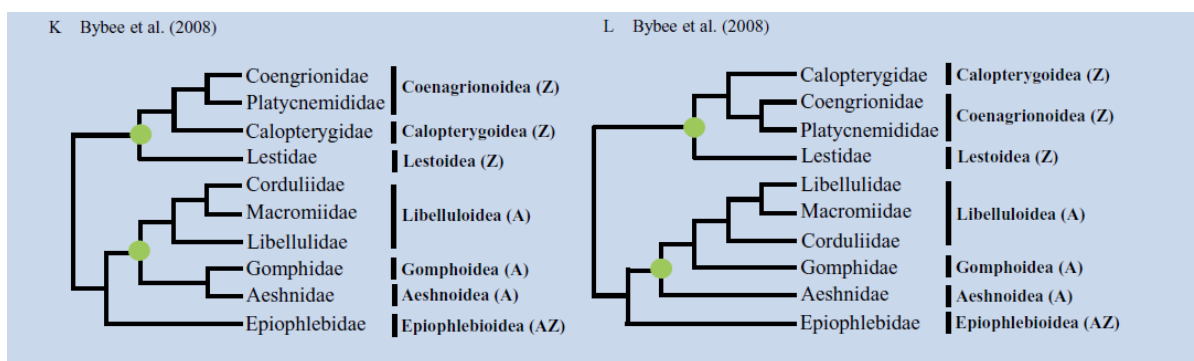 K Bybee et al. (2008)
Coengrionidae
Platycnemididae
Calopterygidae
Lestidae
Corduliidae
Macromiidae
Libellulidae
Gomphidae
Aeshnidae
Epiophlebidae
Coenagrionoidea (Z)
Calopterygoidea (Z)
Lestoidea (Z)
Libelluloidea (A)
Gomphoidea (A)
Aeshnoidea (A)
Epiophlebioidea (AZ)
L Bybee et al. (2008)
Calopterygidae
Coengrionidae
Platycnemididae
Lestidae
Libellulidae
Macromiidae
Corduliidae
Gomphidae
Aeshnidae
Epiophlebidae
Calopterygoidea (Z)
Coenagrionoidea (Z)
Lestoidea (Z)
Libelluloidea (A)
Gomphoidea (A)
Aeshnoidea (A)
Epiophlebioidea (AZ)